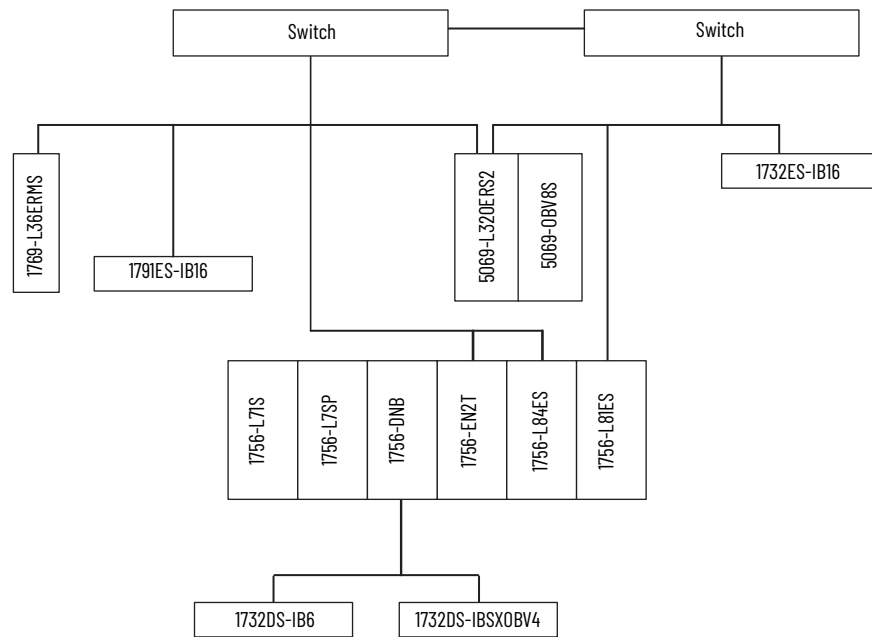 Switch
Switch
1769-L36ERMS
1791ES-IB16
5069-L320ERS2
5069-OBV8S
1732ES-IB16
1756-L71S
1756-L7SP
1756-DNB
1756-EN2T
1756-L84ES
1756-L81ES
1732DS-IB6
1732DS-IBSXOBV4